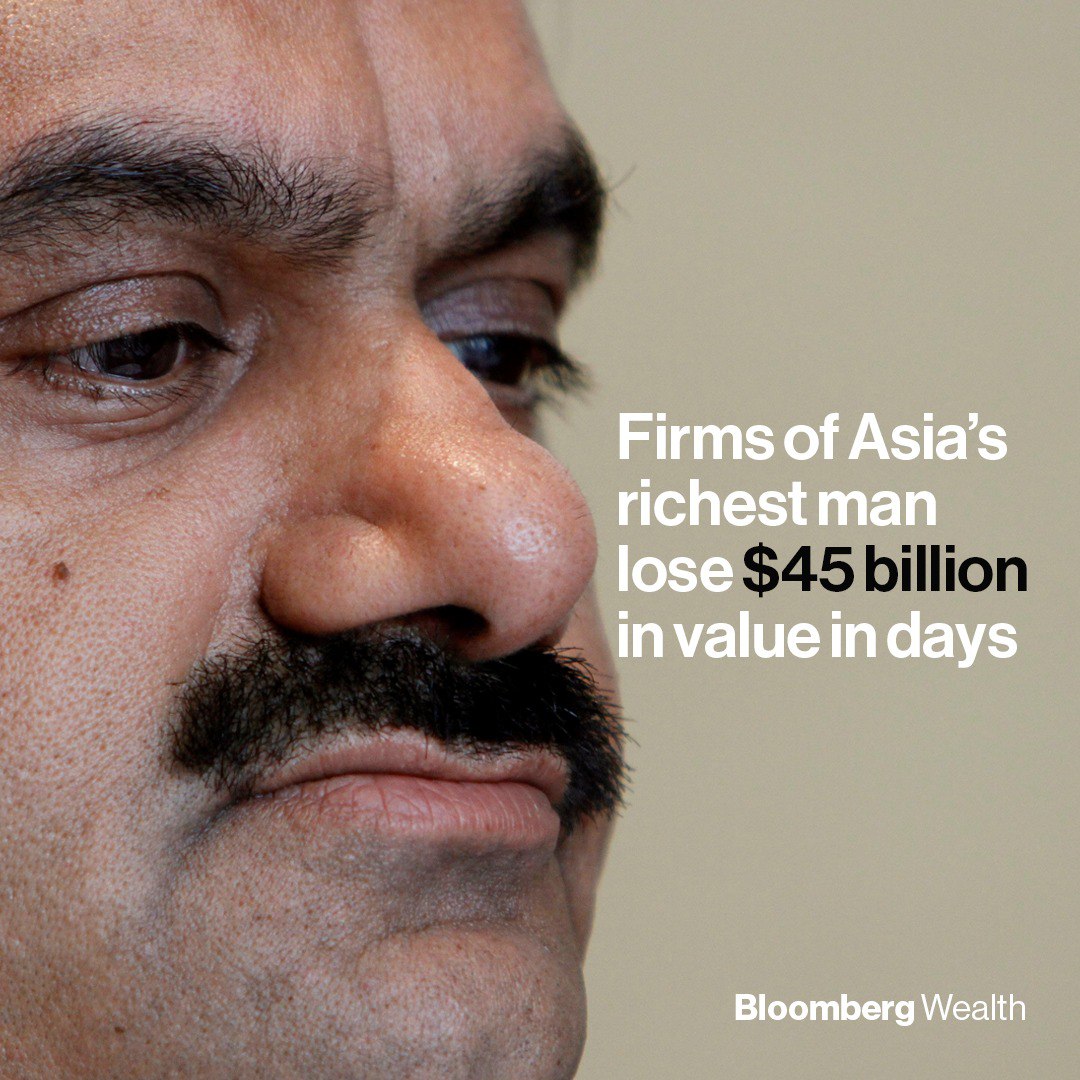 Firms of Asia’s
richest man
lose $45 billion
in value in days
Bloomberg Wealth